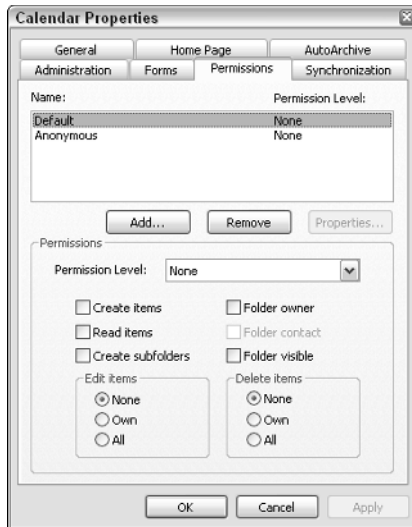 Calendar Properties
General Home Page AutoArchive
Administration Forms Permissions Synchronization
Name: Permission Level:
Default None
Anonymous None
Add... Remove Properties...
Permissions
Permission Level: None
Create items Folder owner
Read items Folder contact
Create subfolders Folder visible
Edit items Delete items
None None
Own Own
All All
OK Cancel Apply